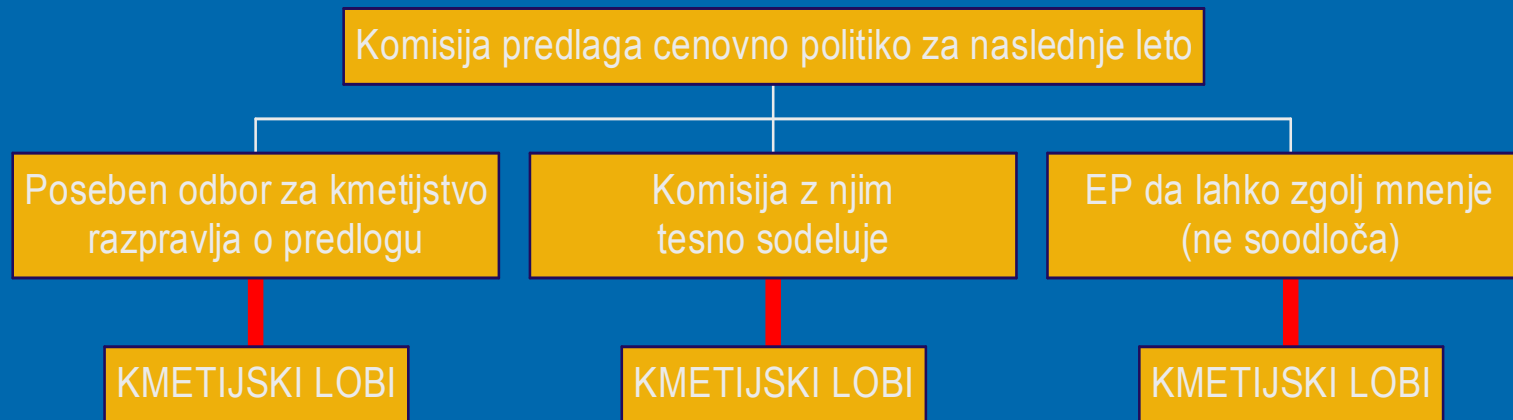 Komisija predlaga cenovno politiko za naslednje leto
Poseben odbor za kmetijstvo
razpravlja o predlogu
Komisija z njim
tesno sodeluje
EP da lahko zgolj mnenje
(ne soodloča)
KMETIJSKI LOBI
KMETIJSKI LOBI
KMETIJSKI LOBI